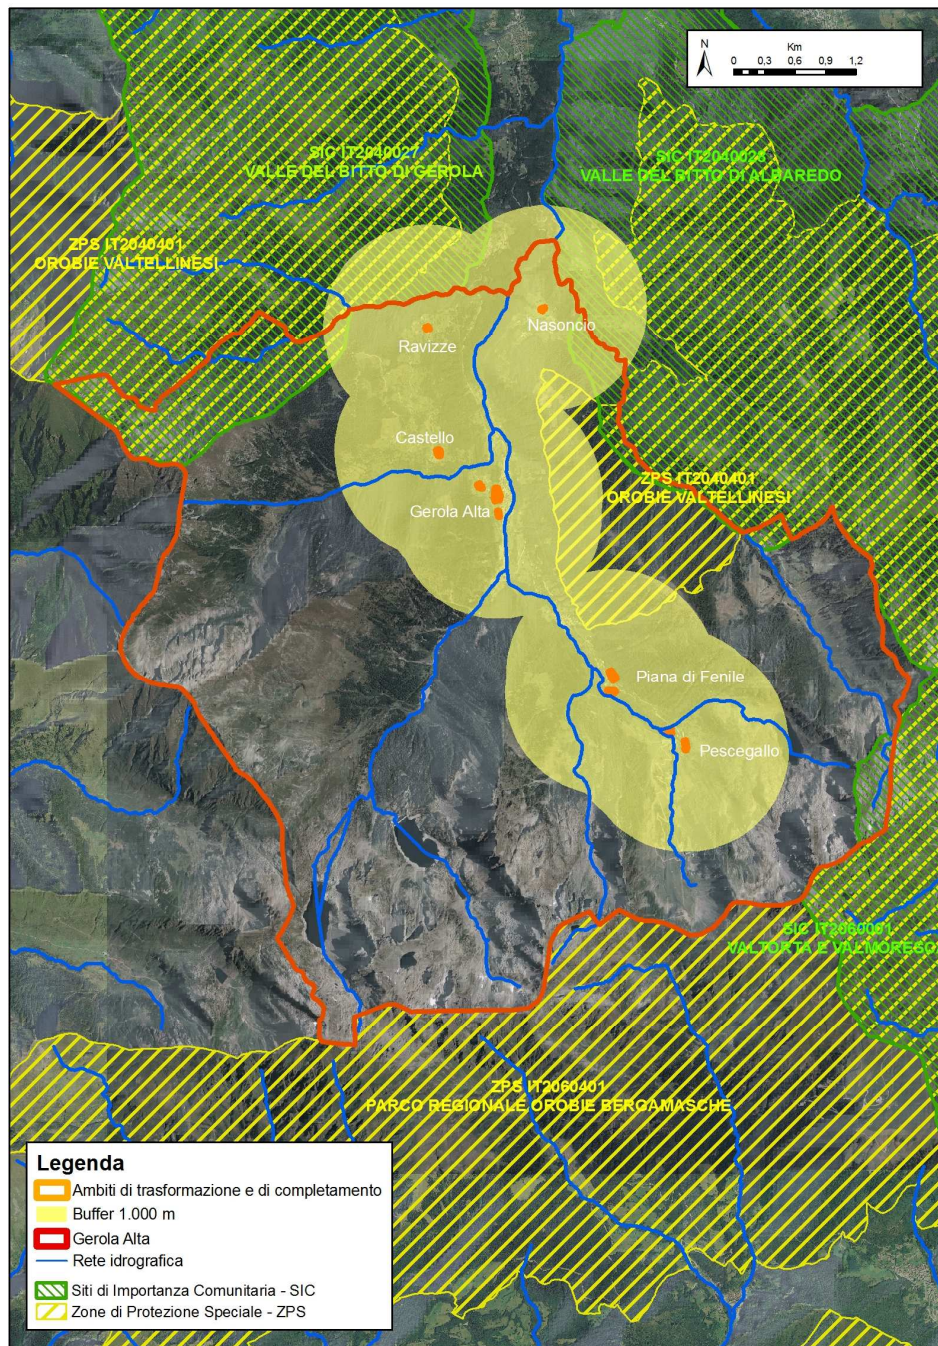 N
Km
0 0,3 0,6 0,9 1,2
SIC IT2040027
VALLE DEL BITTO DI GEROLA
SIC IT2040028
VALLE DEL BITTO DI ALBAREDO
ZPS IT2040401
OROBIE VALTELLINESI
Nasoncio
Ravizze
Castello
ZPS IT2040401
OROBIE VALTELLINESI
Gerola Alta
Piana di Fenile
Pescegallo
SIC IT2060001
VALTORTA E VALMORESCO
ZPS IT2060401
PARCO REGIONALE OROBIE BERGAMASCHE
Legenda
Ambiti di trasformazione e di completamento
Buffer 1.000 m
Gerola Alta
Rete idrografica
Siti di Importanza Comunitaria - SIC
Zone di Protezione Speciale - ZPS